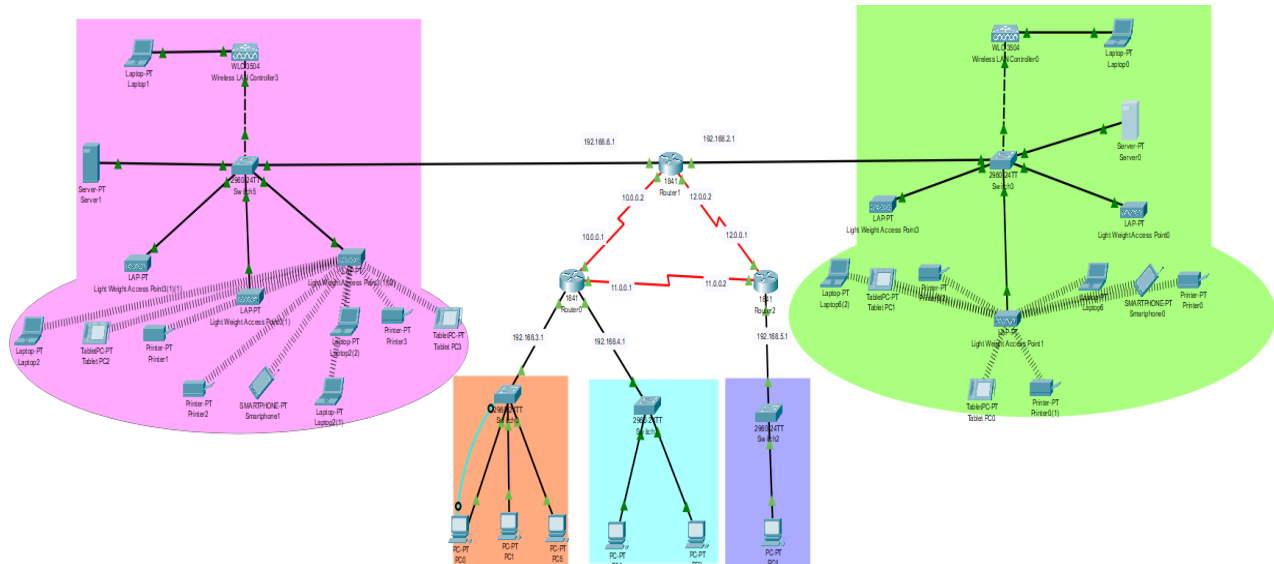 WLC-3504
Wireless LAN Controller3
Laptop-PT
Laptop1
Server-PT
Server1
2960-24TT
Switch5
LAP-PT
LAP-PT
LAP-PT
Light Weight Access Point3(1)
Laptop-PT
Laptop2
TabletPC-PT
Tablet PC2
Printer-PT
Printer1
Printer-PT
Printer2
SMARTPHONE-PT
Smartphone1
Laptop-PT
Laptop2(2)
Laptop-PT
Laptop2(1)
Printer-PT
Printer3
TabletPC-PT
Tablet PC3
192.168.6.1
192.168.2.1
1841
Router1
10.0.0.2
12.0.0.2
10.0.0.1
12.0.0.1
11.0.0.1
11.0.0.2
1841
Router0
1841
Router2
192.168.3.1
192.168.4.1
192.168.5.1
2960-24TT
2960-24TT
2960-24TT
Switch2
PC-PT
PC0
PC-PT
PC1
PC-PT
PC5
PC-PT
PC-PT
PC-PT
WLC-3504
Wireless LAN Controller0
Laptop-PT
Laptop0
Server-PT
Server0
2960-24TT
Switch3
LAP-PT
Light Weight Access Point3
LAP-PT
Light Weight Access Point0
Laptop-PT
Laptop6(2)
TabletPC-PT
Tablet PC1
Printer-PT
Laptop-PT
Laptop6
SMARTPHONE-PT
Smartphone0
Printer-PT
Printer0
LAP-PT
Light Weight Access Point1
TabletPC-PT
Tablet PC0
Printer-PT
Printer0(1)